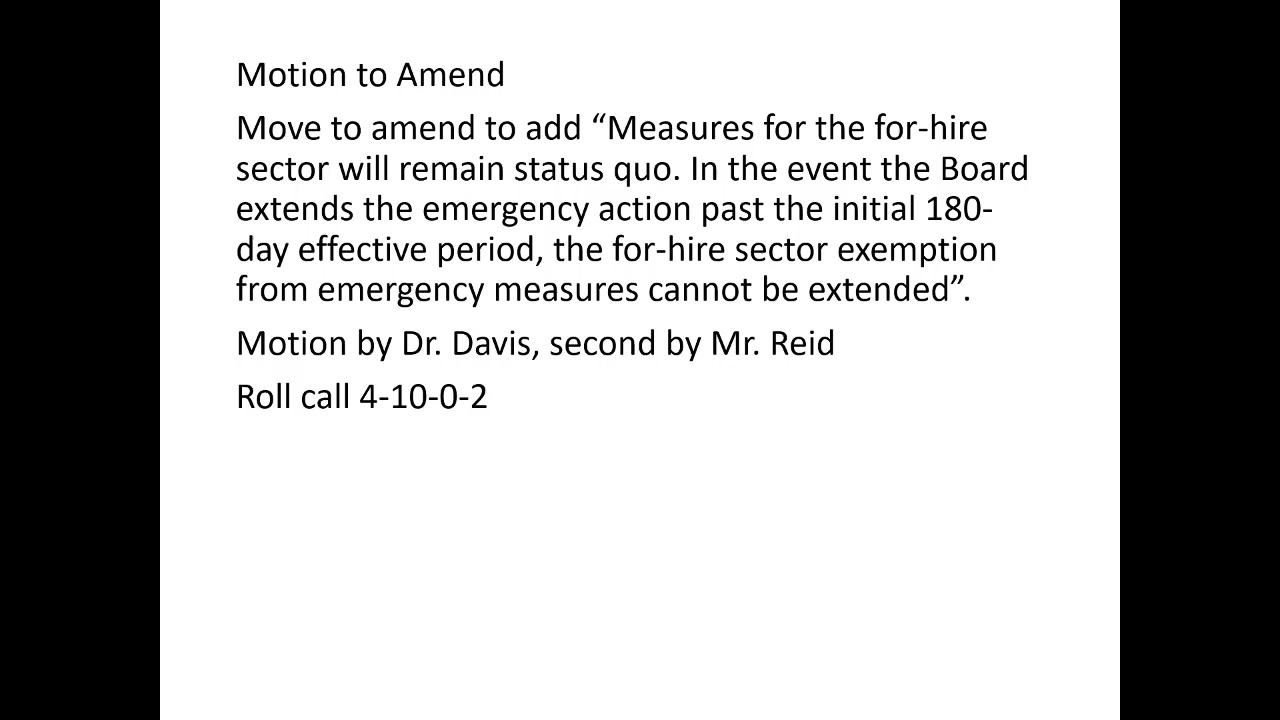 Motion to Amend
Move to amend to add “Measures for the for-hire
sector will remain status quo. In the event the Board
extends the emergency action past the initial 180-
day effective period, the for-hire sector exemption
from emergency measures cannot be extended”.
Motion by Dr. Davis, second by Mr. Reid
Roll call 4-10-0-2